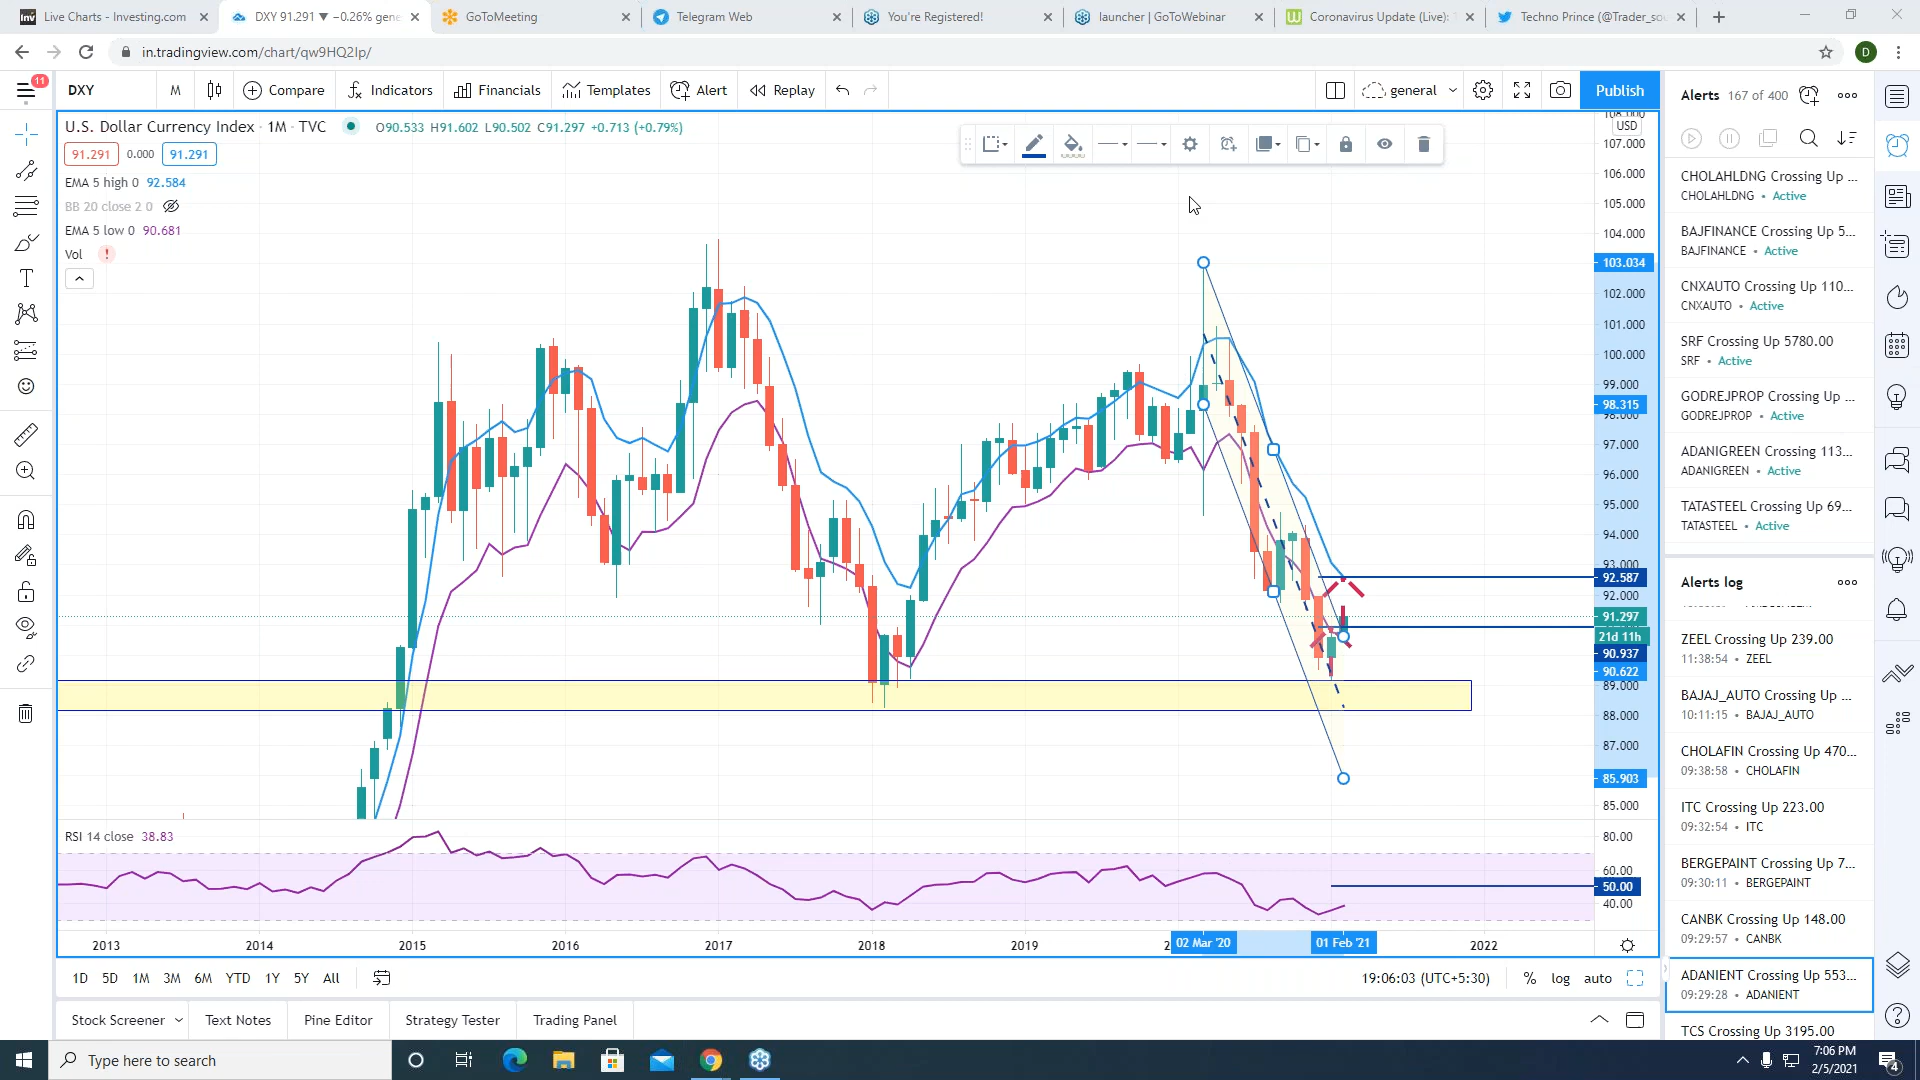 Live Charts - Investing.com
DXY 91.291 ▼ −0.26% gene
GoToMeeting
Telegram Web
You're Registered!
launcher | GoToWebinar
Coronavirus Update (Live):
Techno Prince (@Trader_so
in.tradingview.com/chart/qw9HQ2Ip/
D
11
DXY
M
Compare
Indicators
Financials
Templates
Alert
Replay
general
Publish
U.S. Dollar Currency Index · 1M · TVC
O90.533 H91.602 L90.502 C91.297 +0.713 (+0.79%)
91.291
0.000
91.291
EMA 5 high 0 92.584
BB 20 close 2 0
EMA 5 low 0 90.681
Vol
!
108.000
USD
107.000
106.000
105.000
104.000
103.034
102.000
101.000
100.000
99.000
98.315
98.000
97.000
96.000
95.000
94.000
93.000
92.587
92.000
91.297
21d 11h
90.937
90.622
89.000
88.000
87.000
85.903
85.000
RSI 14 close 38.83
80.00
60.00
50.00
40.00
2013
2014
2015
2016
2017
2018
2019
02 Mar '20
01 Feb '21
2022
1D
5D
1M
3M
6M
YTD
1Y
5Y
All
19:06:03 (UTC+5:30)
%
log
auto
Stock Screener
Text Notes
Pine Editor
Strategy Tester
Trading Panel
Alerts 167 of 400
CHOLAHLDNG Crossing Up ...
CHOLAHLDNG • Active
BAJFINANCE Crossing Up 5...
BAJFINANCE • Active
CNXAUTO Crossing Up 110...
CNXAUTO • Active
SRF Crossing Up 5780.00
SRF • Active
GODREJPROP Crossing Up ...
GODREJPROP • Active
ADANIGREEN Crossing 113...
ADANIGREEN • Active
TATASTEEL Crossing Up 69...
TATASTEEL • Active
Alerts log
ZEEL Crossing Up 239.00
11:38:54 • ZEEL
BAJAJ_AUTO Crossing Up ...
10:11:15 • BAJAJ_AUTO
CHOLAFIN Crossing Up 470...
09:38:58 • CHOLAFIN
ITC Crossing Up 223.00
09:32:54 • ITC
BERGEPAINT Crossing Up 7...
09:30:11 • BERGEPAINT
CANBK Crossing Up 148.00
09:29:57 • CANBK
ADANIENT Crossing Up 553...
09:29:28 • ADANIENT
TCS Crossing Up 3195.00
Type here to search
7:06 PM
2/5/2021
4